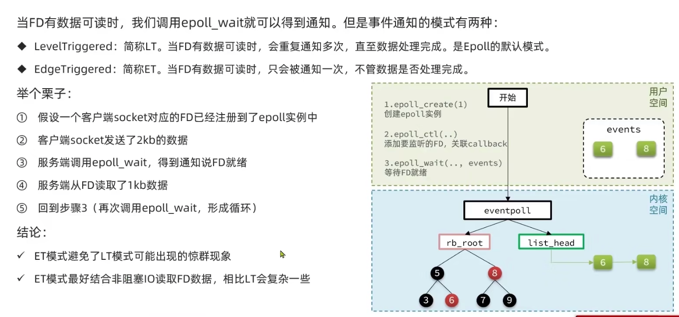 当FD有数据可读时，我们调用epoll_wait就可以得到通知。但是事件通知的模式有两种：
◆ LevelTriggered：简称LT。当FD有数据可读时，会重复通知多次，直至数据处理完成。是Epoll的默认模式。
◆ EdgeTriggered：简称ET。当FD有数据可读时，只会被通知一次，不管数据是否处理完成。
举个栗子：
① 假设一个客户端socket对应的FD已经注册到了epoll实例中
② 客户端socket发送了2kb的数据
③ 服务端调用epoll_wait，得到通知说FD就绪
④ 服务端从FD读取了1kb数据
⑤ 回到步骤3（再次调用epoll_wait，形成循环）
结论：
✓ ET模式避免了LT模式可能出现的惊群现象
✓ ET模式最好结合非阻塞IO读取FD数据，相比LT会复杂一些
开始
用户
空间
1.epoll_create(1)
创建epoll实例
2.epoll_ctl(..)
添加要监听的FD，关联callback
3.epoll_wait(.., events)
等待FD就绪
events
6 8
内核
空间
eventpoll
rb_root list_head
6 8
5 8
3 6 7 9